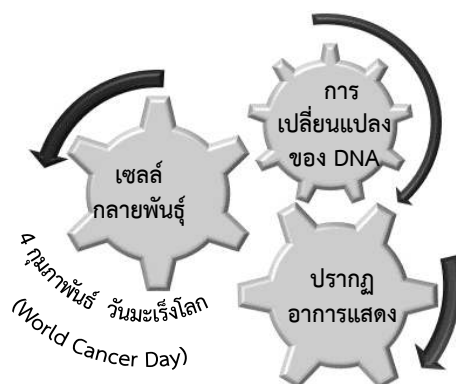 การ
เปลี่ยนแปลง
ของ DNA
เซลล์
กลายพันธุ์
ปรากฏ
อาการแสดง
4 กุมภาพันธ์ วันมะเร็งโลก
(World Cancer Day)